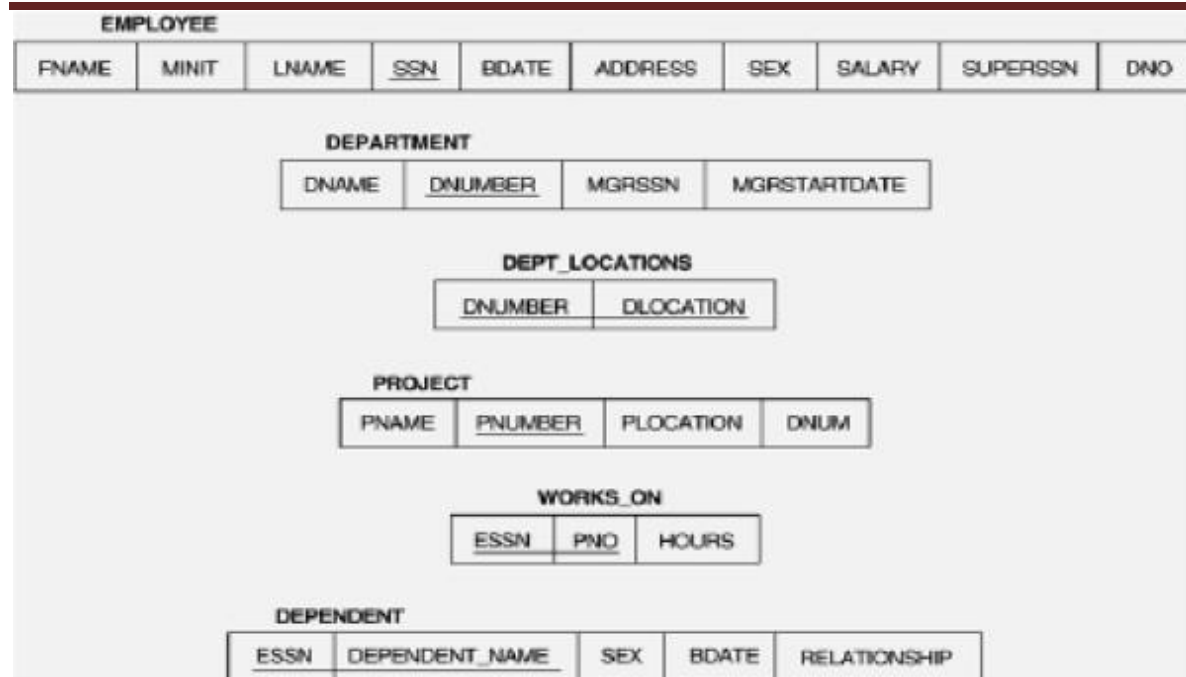 EMPLOYEE
FNAME MINIT LNAME SSN BDATE ADDRESS SEX SALARY SUPERSSN DNO
DEPARTMENT
DNAME DNUMBER MGRSSN MGRSTARTDATE
DEPT_LOCATIONS
DNUMBER DLOCATION
PROJECT
PNAME PNUMBER PLOCATION DNUM
WORKS_ON
ESSN PNO HOURS
DEPENDENT
ESSN DEPENDENT_NAME SEX BDATE RELATIONSHIP